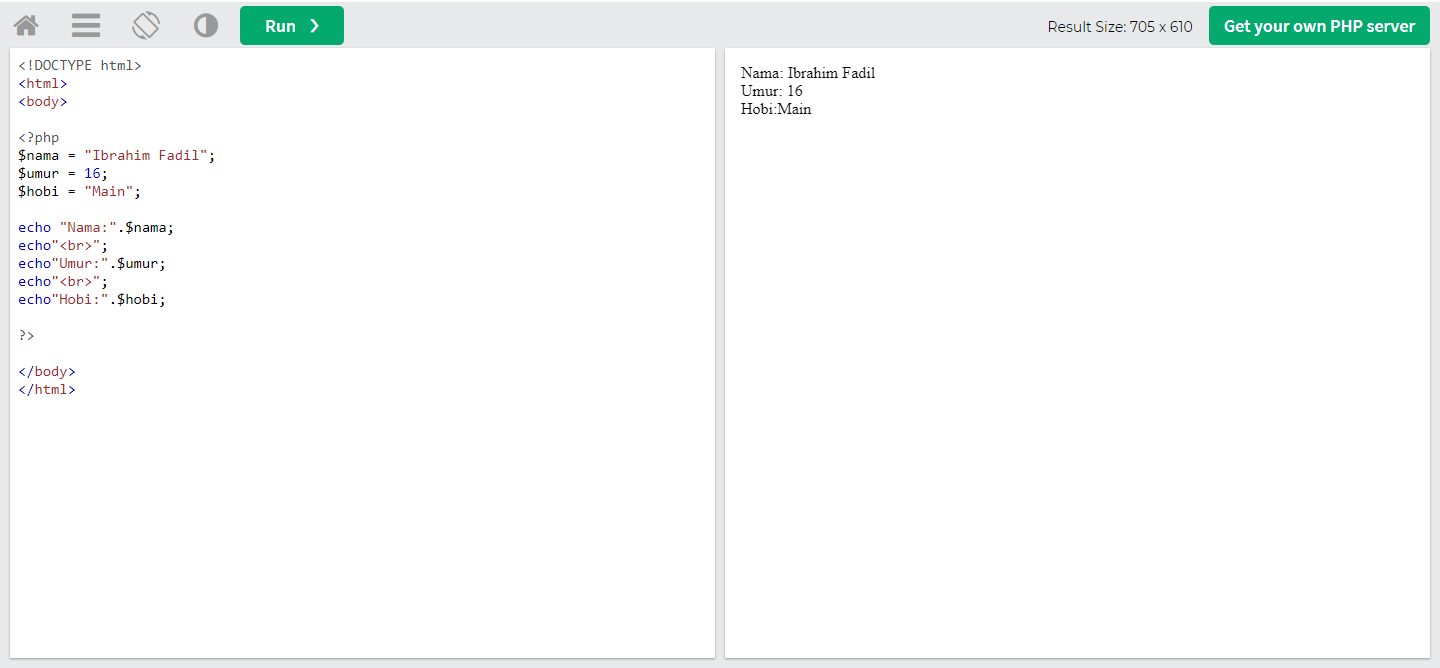 Run ❯
Result Size: 705 x 610
Get your own PHP server
<!DOCTYPE html>
<html>
<body>
<?php
$nama = "Ibrahim Fadil";
$umur = 16;
$hobi = "Main";
echo "Nama:".$nama;
echo"<br>";
echo"Umur:".$umur;
echo"<br>";
echo"Hobi:".$hobi;
?>
</body>
</html>
Nama: Ibrahim Fadil
Umur: 16
Hobi:Main